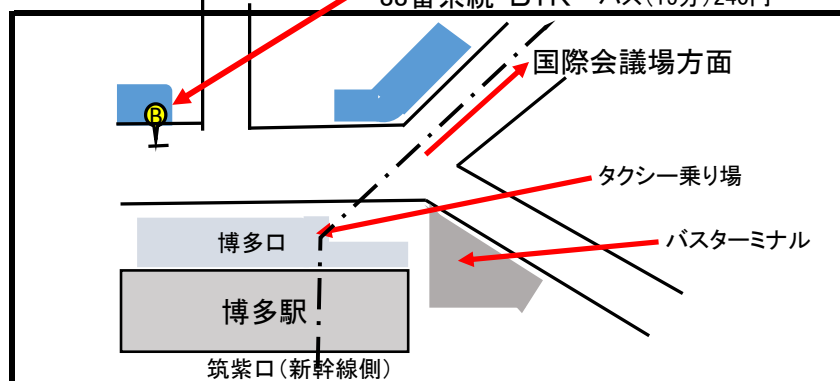 国際会議場方面
B
タクシー乗り場
博多口
バスターミナル
博多駅
筑紫口(新幹線側)